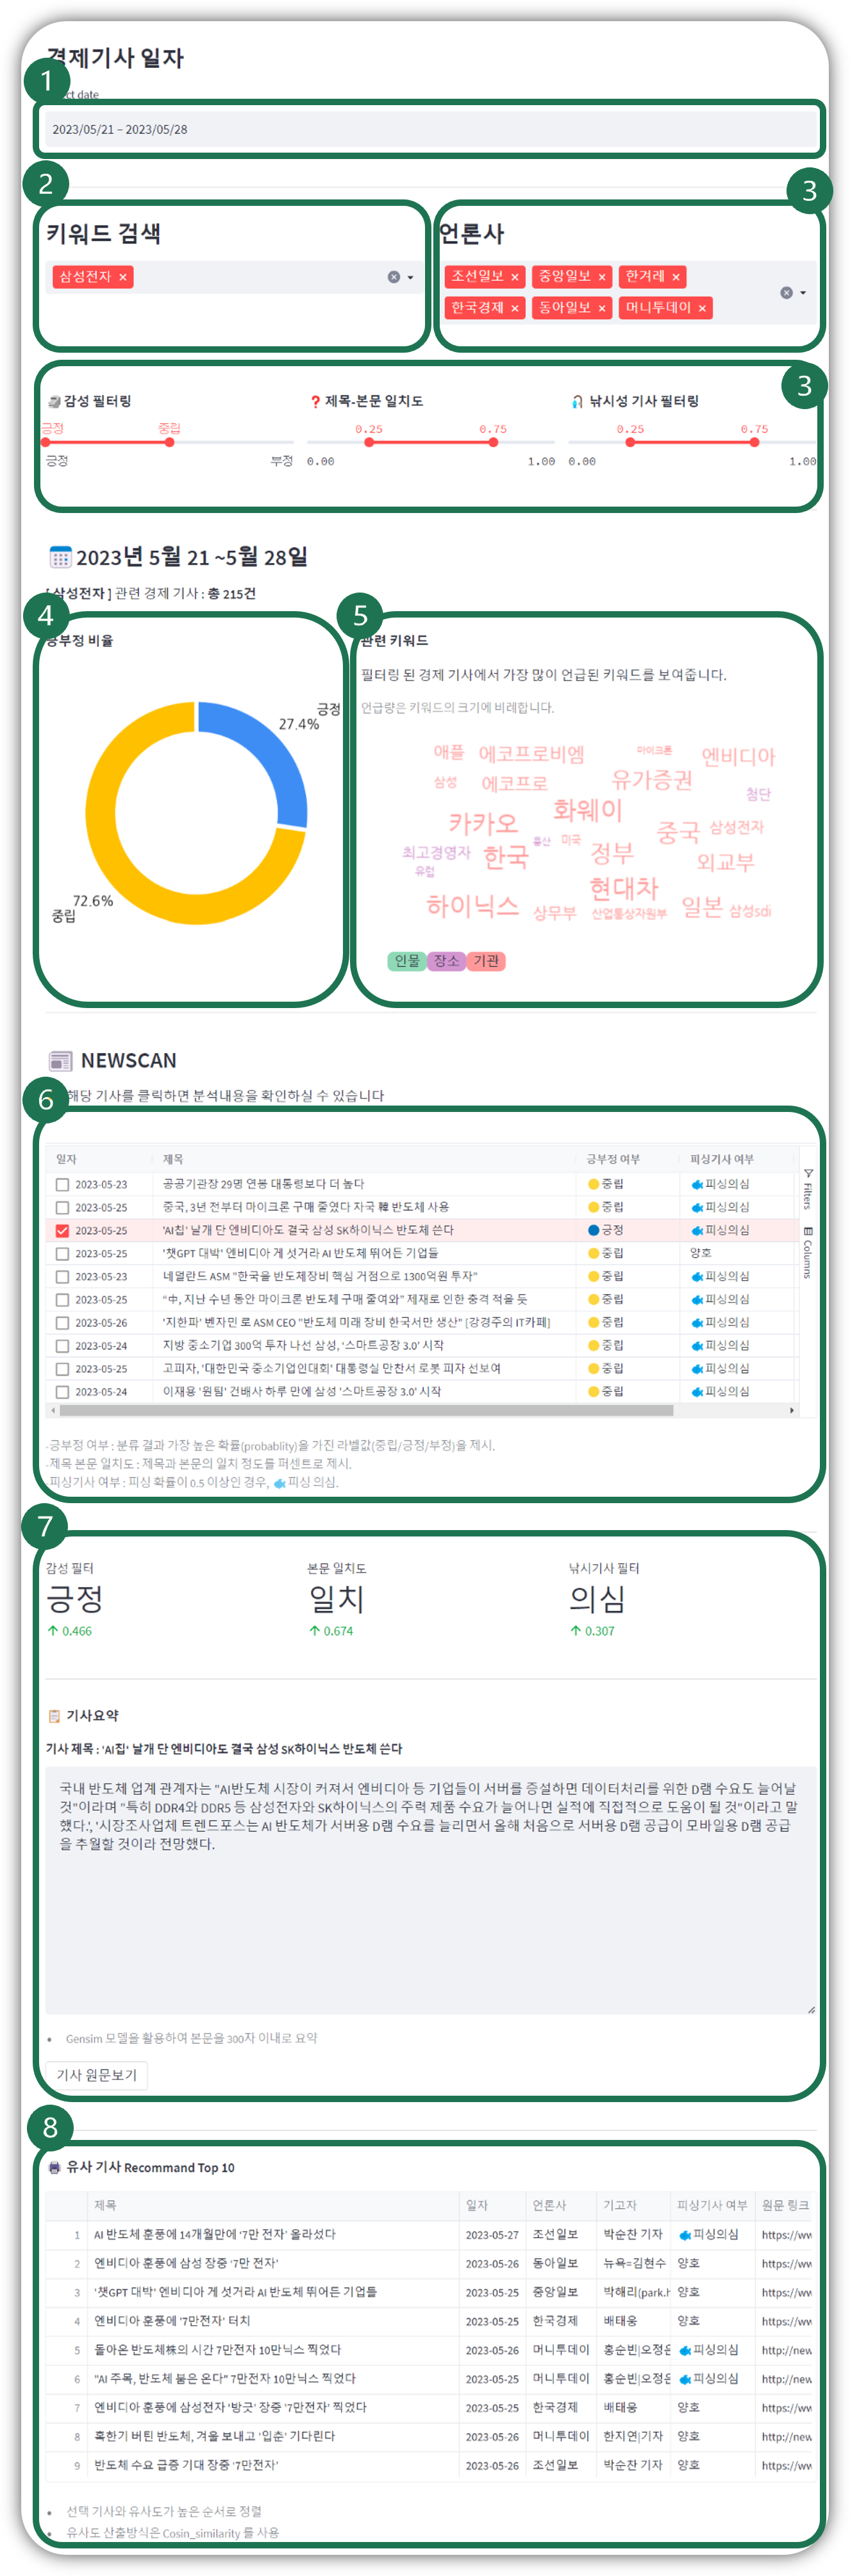 경제기사 일자
1
ct date
2023/05/21 – 2023/05/28
2
3
키워드 검색
언론사
삼성전자 ×
조선일보 × 중앙일보 × 한겨레 ×
한국경제 × 동아일보 × 머니투데이 ×
3
감성 필터링
제목-본문 일치도
낚시성 기사 필터링
긍정 중립
0.25 0.75
0.25 0.75
긍정 부정
0.00 1.00
0.00 1.00
2023년 5월 21 ~5월 28일
[ 삼성전자 ] 관련 경제 기사 : 총 215건
4
5
긍부정 비율
관련 키워드
필터링 된 경제 기사에서 가장 많이 언급된 키워드를 보여줍니다.
언급량은 키워드의 크기에 비례합니다.
긍정
27.4%
72.6%
중립
애플 에코프로비엠 마이크론 엔비디아
삼성 에코프로 유가증권 첨단
카카오 화웨이 중국 삼성전자
최고경영자 한국 울산 미국 정부 외교부
유럽
하이닉스 상무부 현대차 산업통상자원부 일본 삼성sdi
인물 장소 기관
NEWSCAN
6
해당 기사를 클릭하면 분석내용을 확인하실 수 있습니다
일자 제목 긍부정 여부 피싱기사 여부
2023-05-23 공공기관장 29명 연봉 대통령보다 더 높다 중립 피싱의심
2023-05-25 중국, 3년 전부터 마이크론 구매 줄였다 자국 韓 반도체 사용 중립 피싱의심
2023-05-25 'AI칩' 날개 단 엔비디아도 결국 삼성 SK하이닉스 반도체 쓴다 긍정 피싱의심
2023-05-25 '챗GPT 대박' 엔비디아 게 섯거라 AI 반도체 뛰어든 기업들 중립 양호
2023-05-23 네덜란드 ASM "한국을 반도체장비 핵심 거점으로 1300억원 투자" 중립 피싱의심
2023-05-25 “中, 지난 수년 동안 마이크론 반도체 구매 줄여와” 제재로 인한 충격 적을 듯 중립 피싱의심
2023-05-26 '지한파' 벤자민 로 ASM CEO "반도체 미래 장비 한국서만 생산" [강경주의 IT카페] 중립 피싱의심
2023-05-24 지방 중소기업 300억 투자 나선 삼성, '스마트공장 3.0' 시작 중립 피싱의심
2023-05-25 고피자, '대한민국 중소기업인대회' 대통령실 만찬서 로봇 피자 선보여 중립 피싱의심
2023-05-24 이재용 '원팀' 건배사 하루 만에 삼성 '스마트공장 3.0' 시작 중립 피싱의심
Filters
Columns
-긍부정 여부 : 분류 결과 가장 높은 확률(probablity)을 가진 라벨값(중립/긍정/부정)을 제시.
-제목 본문 일치도 : 제목과 본문의 일치 정도를 퍼센트로 제시.
피싱기사 여부 : 피싱 확률이 0.5 이상인 경우, 피싱 의심.
7
감성 필터 본문 일치도 낚시기사 필터
긍정 일치 의심
↑ 0.466 ↑ 0.674 ↑ 0.307
기사요약
기사 제목 : 'AI칩' 날개 단 엔비디아도 결국 삼성 SK하이닉스 반도체 쓴다
국내 반도체 업계 관계자는 "AI반도체 시장이 커져서 엔비디아 등 기업들이 서버를 증설하면 데이터처리를 위한 D램 수요도 늘어날
것"이라며 "특히 DDR4와 DDR5 등 삼성전자와 SK하이닉스의 주력 제품 수요가 늘어나면 실적에 직접적으로 도움이 될 것"이라고 말
했다.', '시장조사업체 트렌드포스는 AI 반도체가 서버용 D램 수요를 늘리면서 올해 처음으로 서버용 D램 공급이 모바일용 D램 공급
을 추월할 것이라 전망했다.
• Gensim 모델을 활용하여 본문을 300자 이내로 요약
기사 원문보기
8
유사 기사 Recommand Top 10
제목 일자 언론사 기고자 피싱기사 여부 원문 링크
1 AI 반도체 훈풍에 14개월만에 '7만 전자' 올라섰다 2023-05-27 조선일보 박순찬 기자 피싱의심 https://ww
2 엔비디아 훈풍에 삼성 장중 '7만 전자' 2023-05-26 동아일보 뉴욕=김현수 양호 https://ww
3 '챗GPT 대박' 엔비디아 게 섯거라 AI 반도체 뛰어든 기업들 2023-05-25 중앙일보 박해리(park.h 양호 https://ww
4 엔비디아 훈풍에 '7만전자' 터치 2023-05-25 한국경제 배태웅 양호 https://ww
5 돌아온 반도체株의 시간 7만전자 10만닉스 찍었다 2023-05-26 머니투데이 홍순빈|오정은 피싱의심 http://new
6 "AI 주목, 반도체 붐은 온다" 7만전자 10만닉스 찍었다 2023-05-25 머니투데이 홍순빈|오정은 피싱의심 http://new
7 엔비디아 훈풍에 삼성전자 '방긋' 장중 '7만전자' 찍었다 2023-05-25 한국경제 배태웅 양호 https://ww
8 혹한기 버틴 반도체, 겨울 보내고 '입춘' 기다린다 2023-05-26 머니투데이 한지연|기자 양호 http://new
9 반도체 수요 급증 기대 장중 '7만전자' 2023-05-26 조선일보 박순찬 기자 양호 https://ww
• 선택 기사와 유사도가 높은 순서로 정렬
• 유사도 산출방식은 Cosin_similarity 를 사용